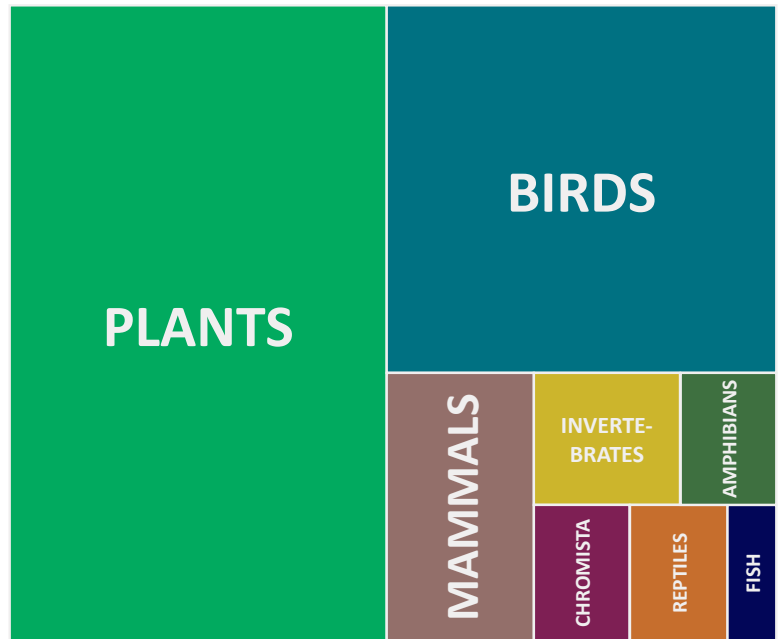 PLANTS
BIRDS
MAMMALS
INVERTE-
BRATES
AMPHIBIANS
CHROMISTA
REPTILES
FISH